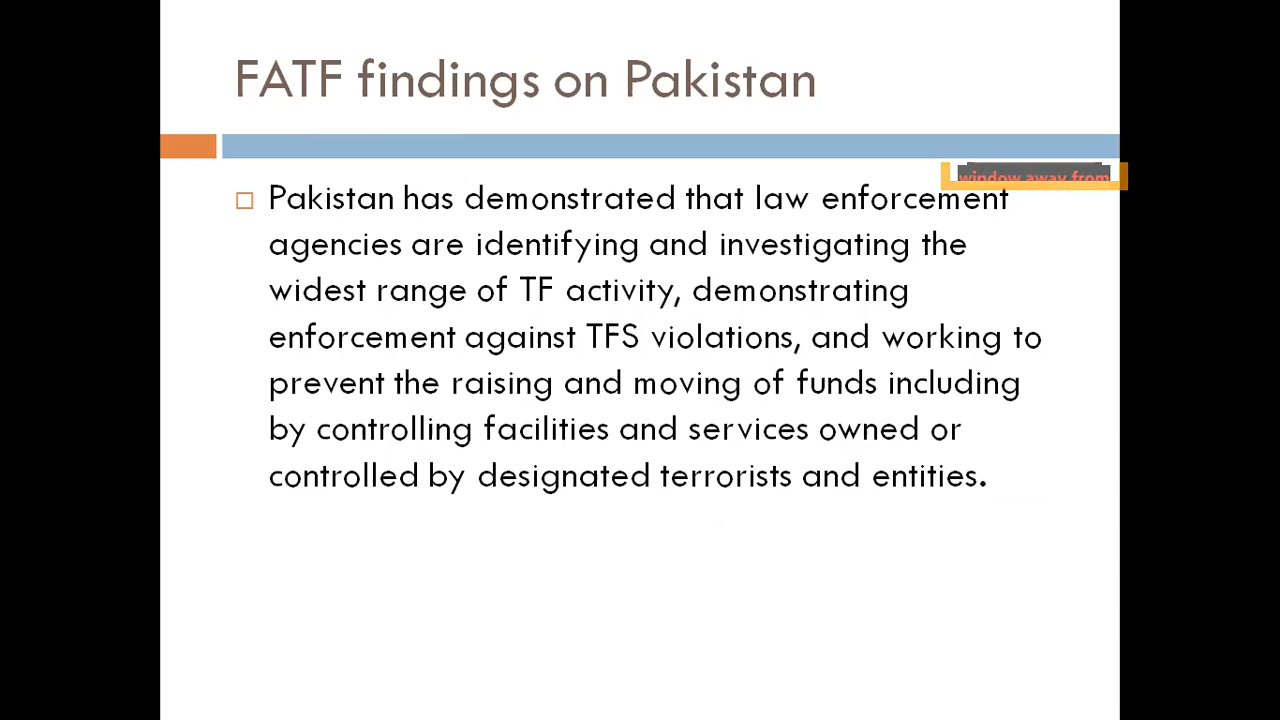 FATF findings on Pakistan
window away from
Pakistan has demonstrated that law enforcement
agencies are identifying and investigating the
widest range of TF activity, demonstrating
enforcement against TFS violations, and working to
prevent the raising and moving of funds including
by controlling facilities and services owned or
controlled by designated terrorists and entities.